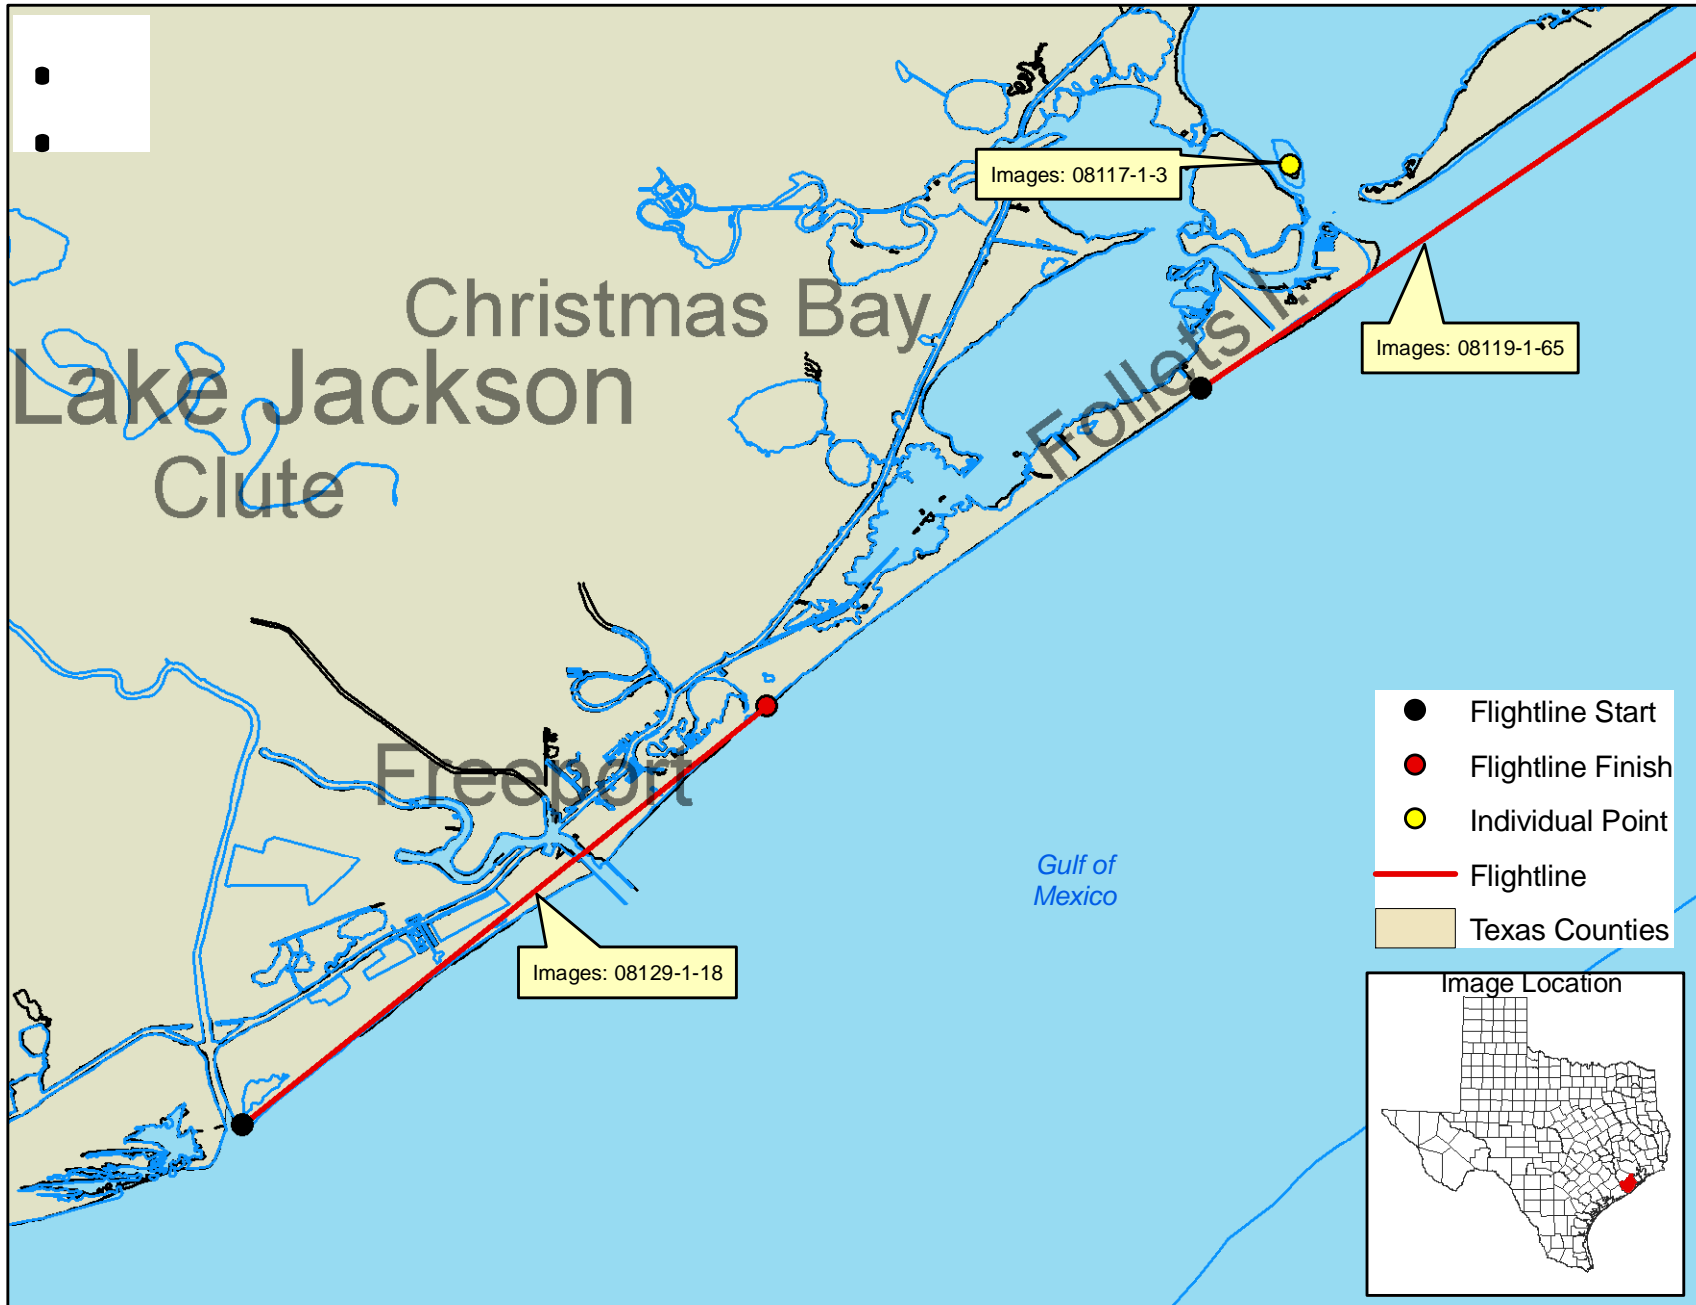 Images: 08117-1-3
Christmas Bay
Follets I.
Images: 08119-1-65
Lake Jackson
Clute
Freeport
Flightline Start
Flightline Finish
Individual Point
Flightline
Texas Counties
Gulf of
Mexico
Images: 08129-1-18
Image Location